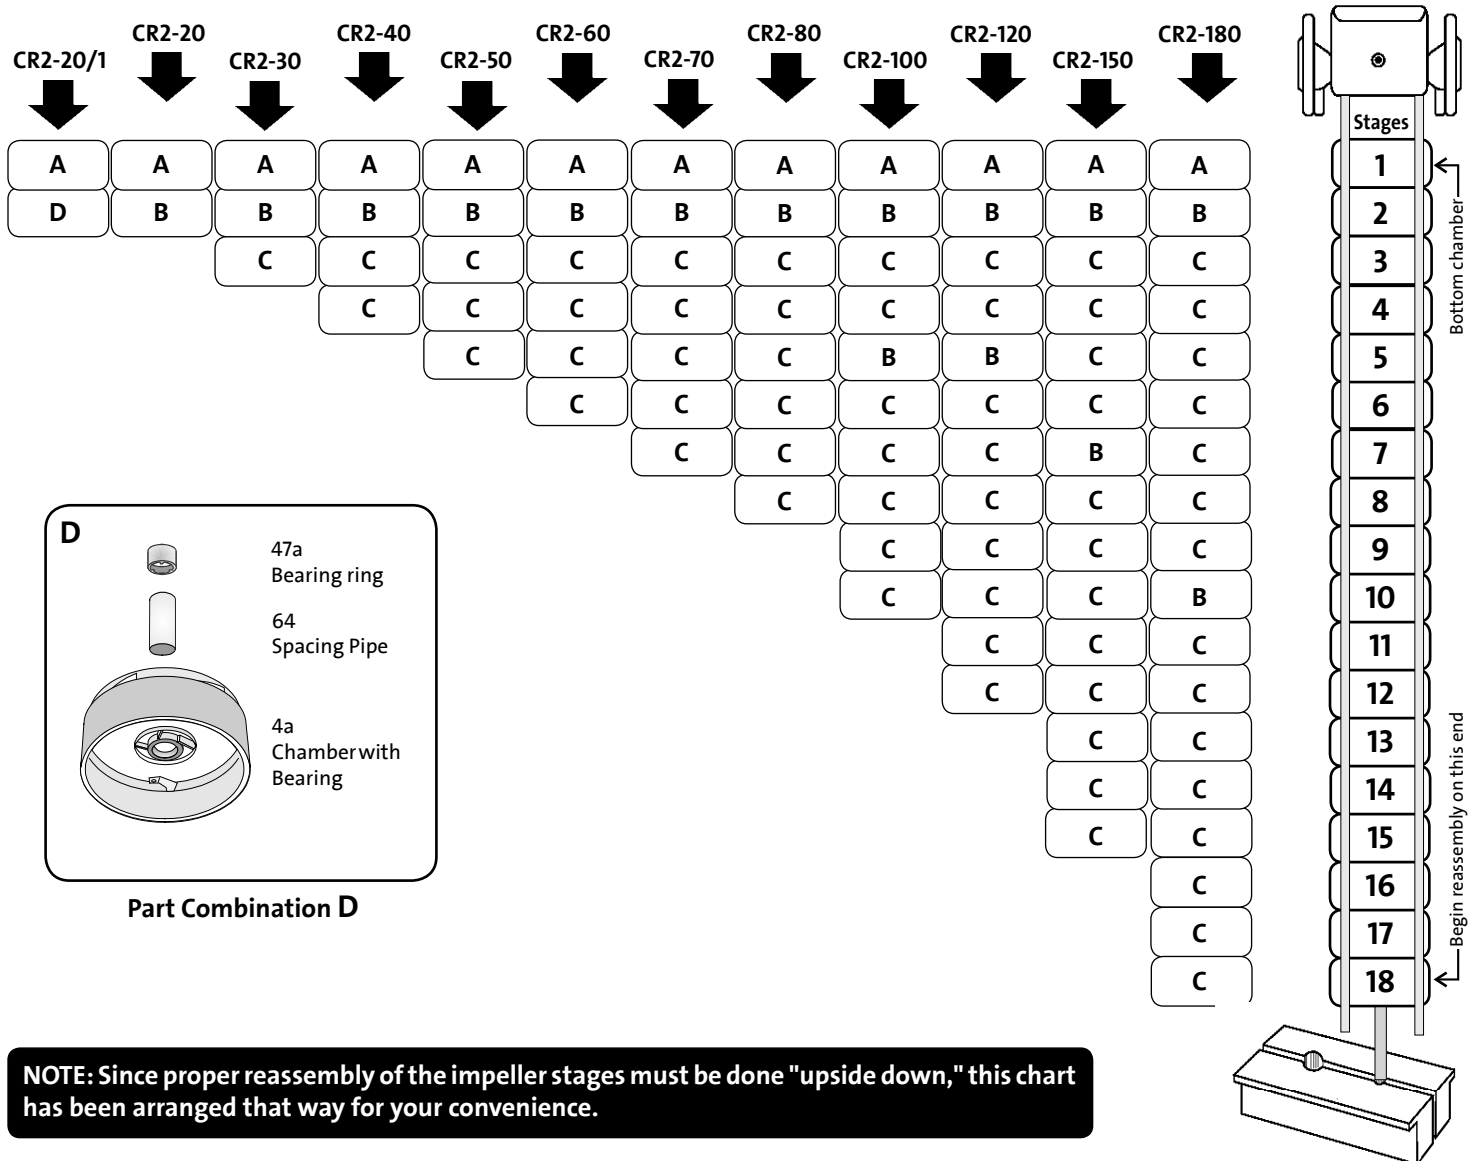 CR2-20 CR2-40 CR2-60 CR2-80 CR2-120 CR2-180
CR2-20/1 CR2-30 CR2-50 CR2-70 CR2-100 CR2-150
Stages
A A A A A A A A A A A A 1
D B B B B B B B B B B B 2
C C C C C C C C C C 3
C C C C C C C C C 4
C C C C B B C C 5
C C C C C C C 6
C C C C B C 7
C C C C C 8
C C C C 9
C C C B 10
C C C 11
C C C 12
C C 13
C C 14
C C 15
C 16
C 17
C 18
Bottom chamber
Begin reassembly on this end
D
47a
Bearing ring
64
Spacing Pipe
4a
Chamber with
Bearing
Part Combination D
NOTE: Since proper reassembly of the impeller stages must be done "upside down," this chart
has been arranged that way for your convenience.